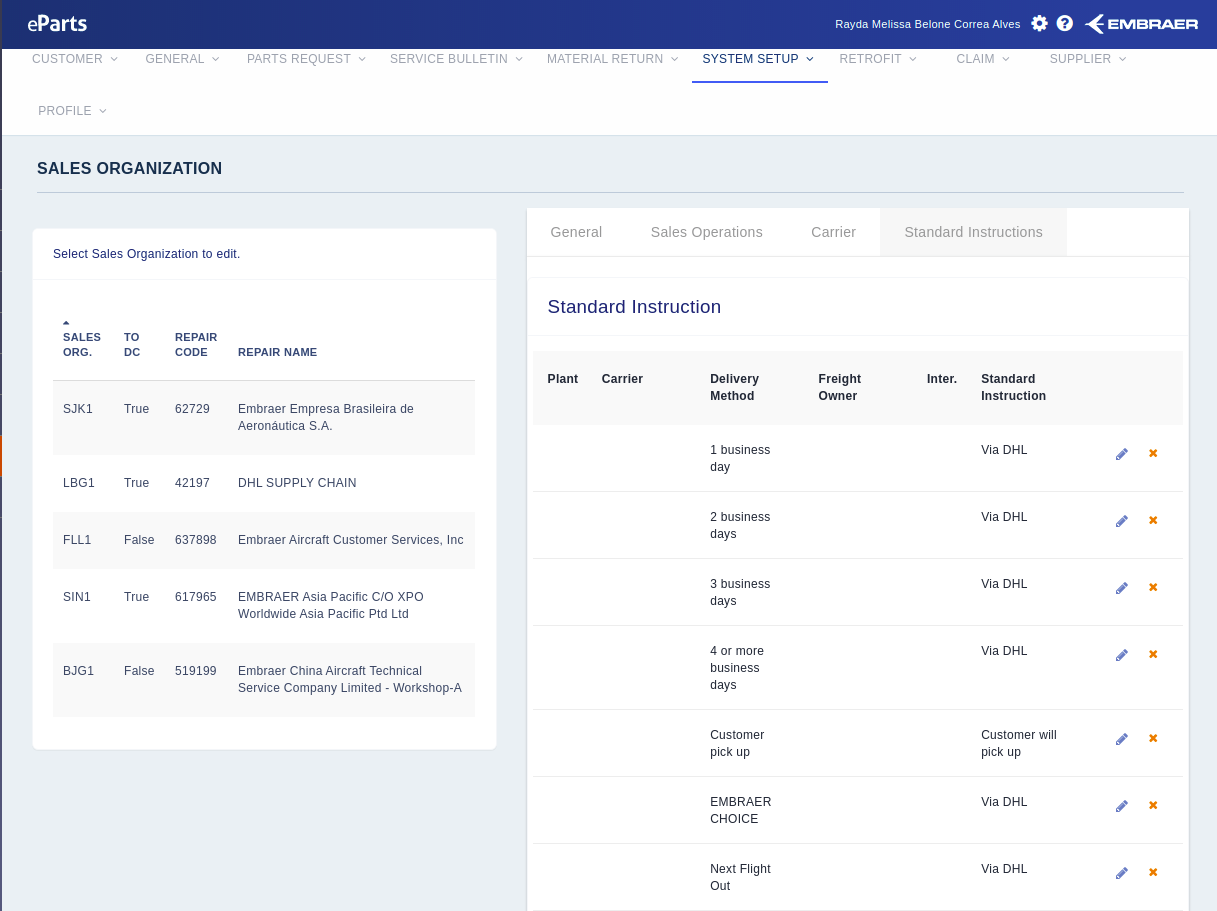 eParts
Rayda Melissa Belone Correa Alves
EMBRAER
CUSTOMER GENERAL PARTS REQUEST SERVICE BULLETIN MATERIAL RETURN SYSTEM SETUP RETROFIT CLAIM SUPPLIER
PROFILE
SALES ORGANIZATION
Select Sales Organization to edit.
SALES ORG. TO DC REPAIR CODE REPAIR NAME
SJK1 True 62729 Embraer Empresa Brasileira de
Aeronáutica S.A.
LBG1 True 42197 DHL SUPPLY CHAIN
FLL1 False 637898 Embraer Aircraft Customer Services, Inc
SIN1 True 617965 EMBRAER Asia Pacific C/O XPO
Worldwide Asia Pacific Ptd Ltd
BJG1 False 519199 Embraer China Aircraft Technical
Service Company Limited - Workshop-A
General Sales Operations Carrier Standard Instructions
Standard Instruction
Plant Carrier Delivery Method Freight Owner Inter. Standard Instruction
1 business Via DHL
day
2 business Via DHL
days
3 business Via DHL
days
4 or more Via DHL
business
days
Customer Customer will
pick up pick up
EMBRAER Via DHL
CHOICE
Next Flight Via DHL
Out